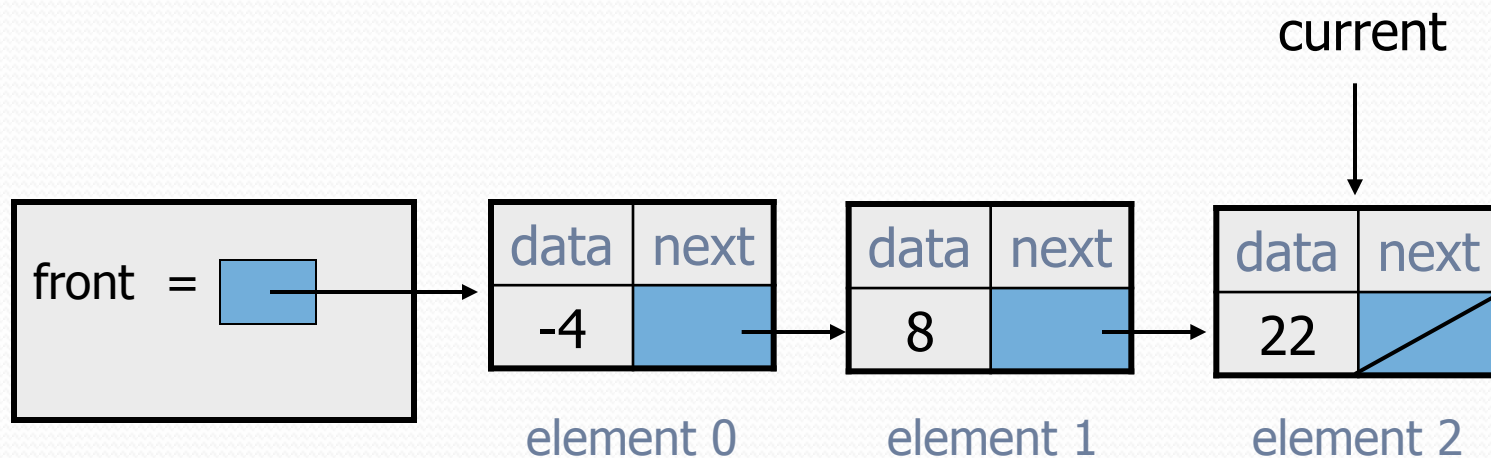 current
front =
data next
-4
data next
8
data next
22
element 0
element 1
element 2